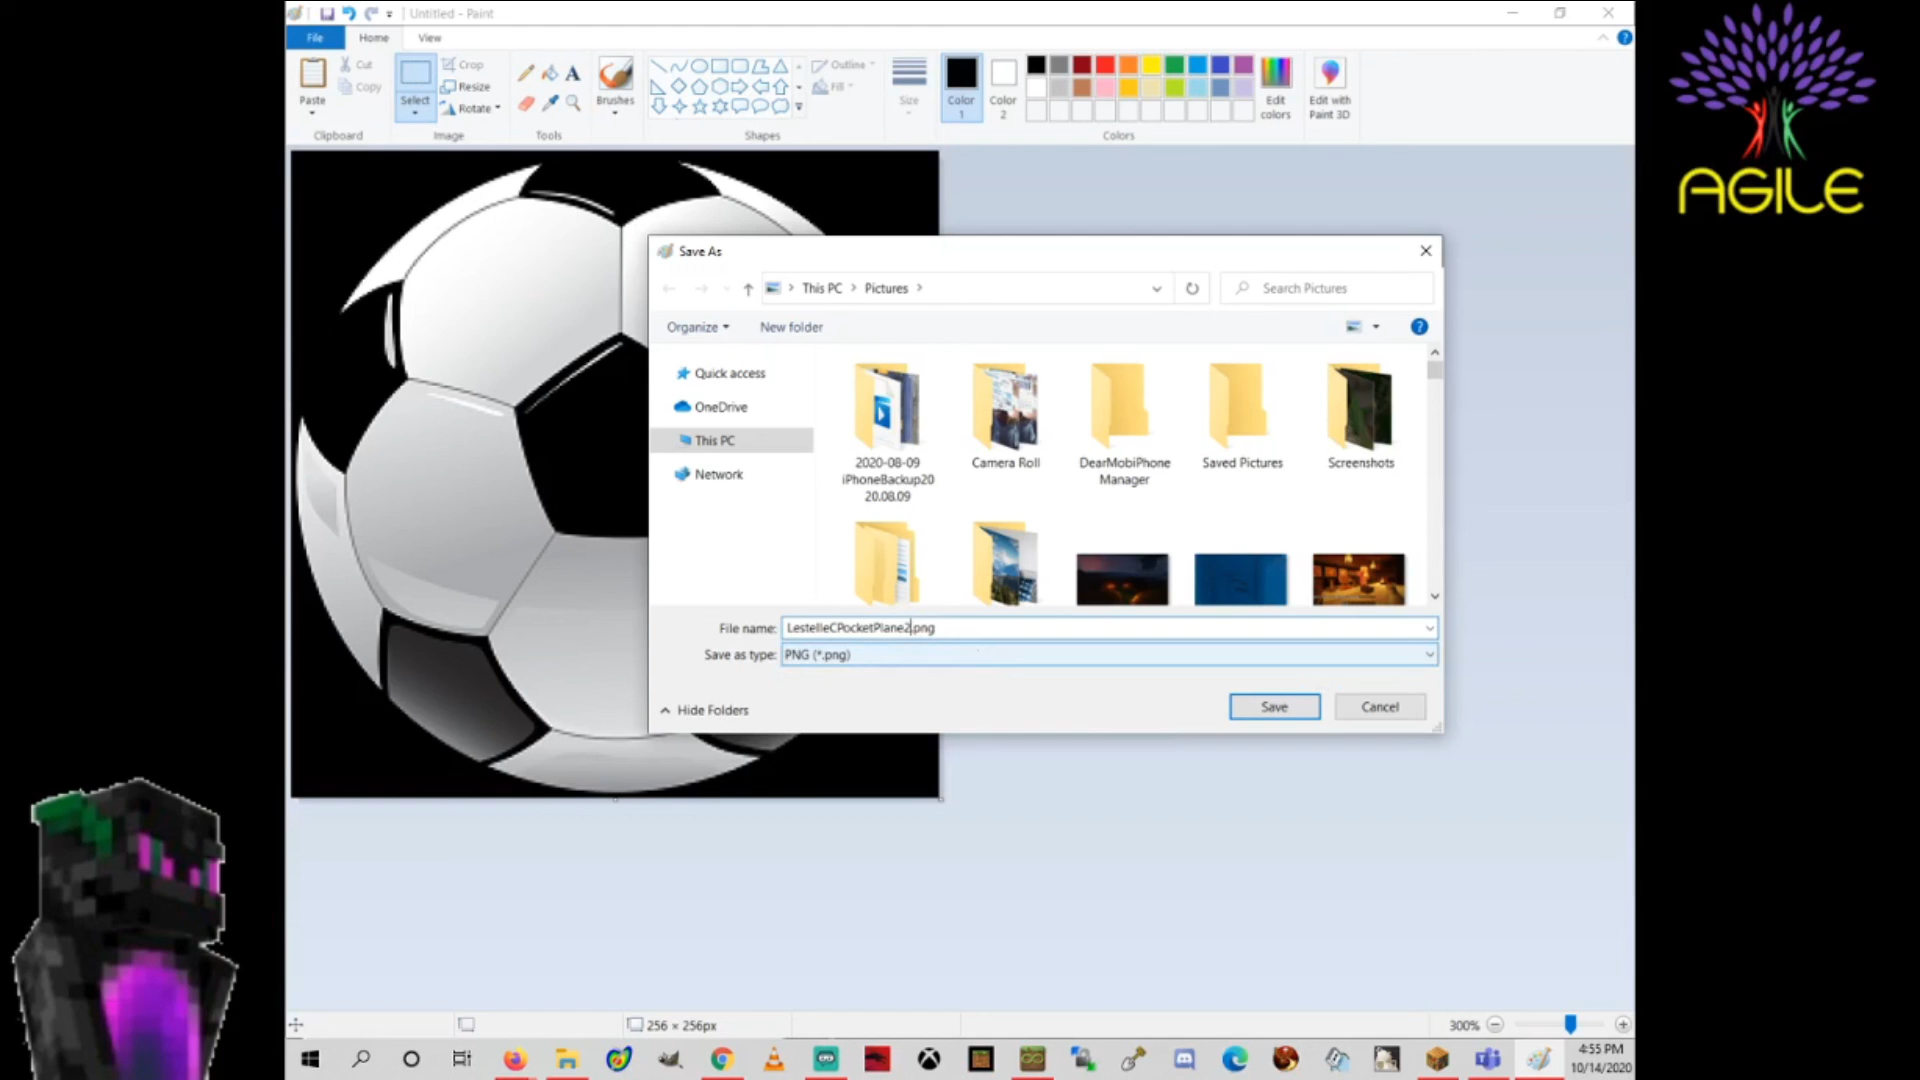 Untitled - Paint
File
Home
View
Paste
Cut
Copy
Clipboard
Select
Crop
Resize
Rotate
Image
Tools
Brushes
Shapes
Outline
Fill
Size
Color
1
Color
2
Edit
colors
Colors
Edit with
Paint 3D
AGILE
Save As
This PC
Pictures
Search Pictures
Organize
New folder
Quick access
OneDrive
This PC
Network
2020-08-09
iPhoneBackup20
20.08.09
Camera Roll
DearMobiPhone
Manager
Saved Pictures
Screenshots
File name:
LestelleCPocketPlane2.png
Save as type:
PNG (*.png)
Hide Folders
Save
Cancel
256 × 256px
300%
4:55 PM
10/14/2020